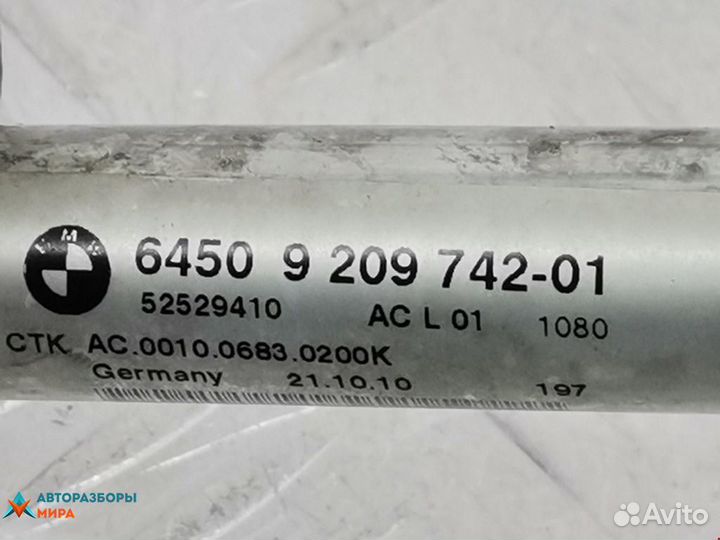 BMW
6450 9 209 742-01
52529410 AC L 01 1080
CTK AC.0010.0683.0200K
Germany 21.10.10 197
АВТОРАЗБОРЫ
МИРА
Avito